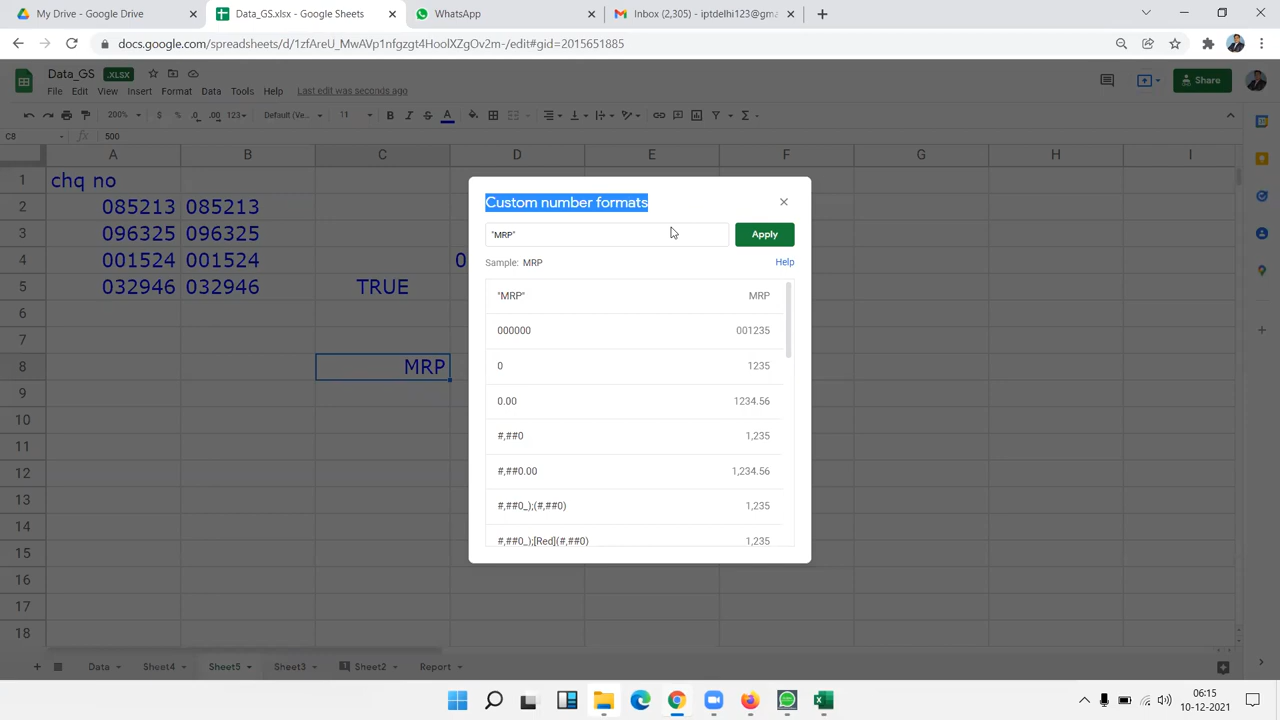 My Drive - Google Drive
Data_GS.xlsx - Google Sheets
WhatsApp
Inbox (2,305) - iptdelhi123@gma
docs.google.com/spreadsheets/d/1zfAreU_MwAVp1nfgzgt4HoolXZgOv2m-/edit#gid=2015651885
Data_GS .XLSX
File Edit View Insert Format Data Tools Help Last edit was seconds ago
Share
200% $ % .0 .00 123 Default (Ve... 11
C8 fx 500
A B C D E F G H I
1 chq no
2 085213 085213
3 096325 096325
4 001524 001524 0
5 032946 032946 TRUE
6
7
8 MRP
9
10
11
12
13
14
15
16
17
18
Custom number formats
"MRP"
Apply
Sample: MRP
Help
"MRP" MRP
000000 001235
0 1235
0.00 1234.56
#,##0 1,235
#,##0.00 1,234.56
#,##0_);(#,##0) 1,235
#,##0_);[Red](#,##0) 1,235
Data Sheet4 Sheet5 Sheet3 1 Sheet2 Report
06:15
10-12-2021